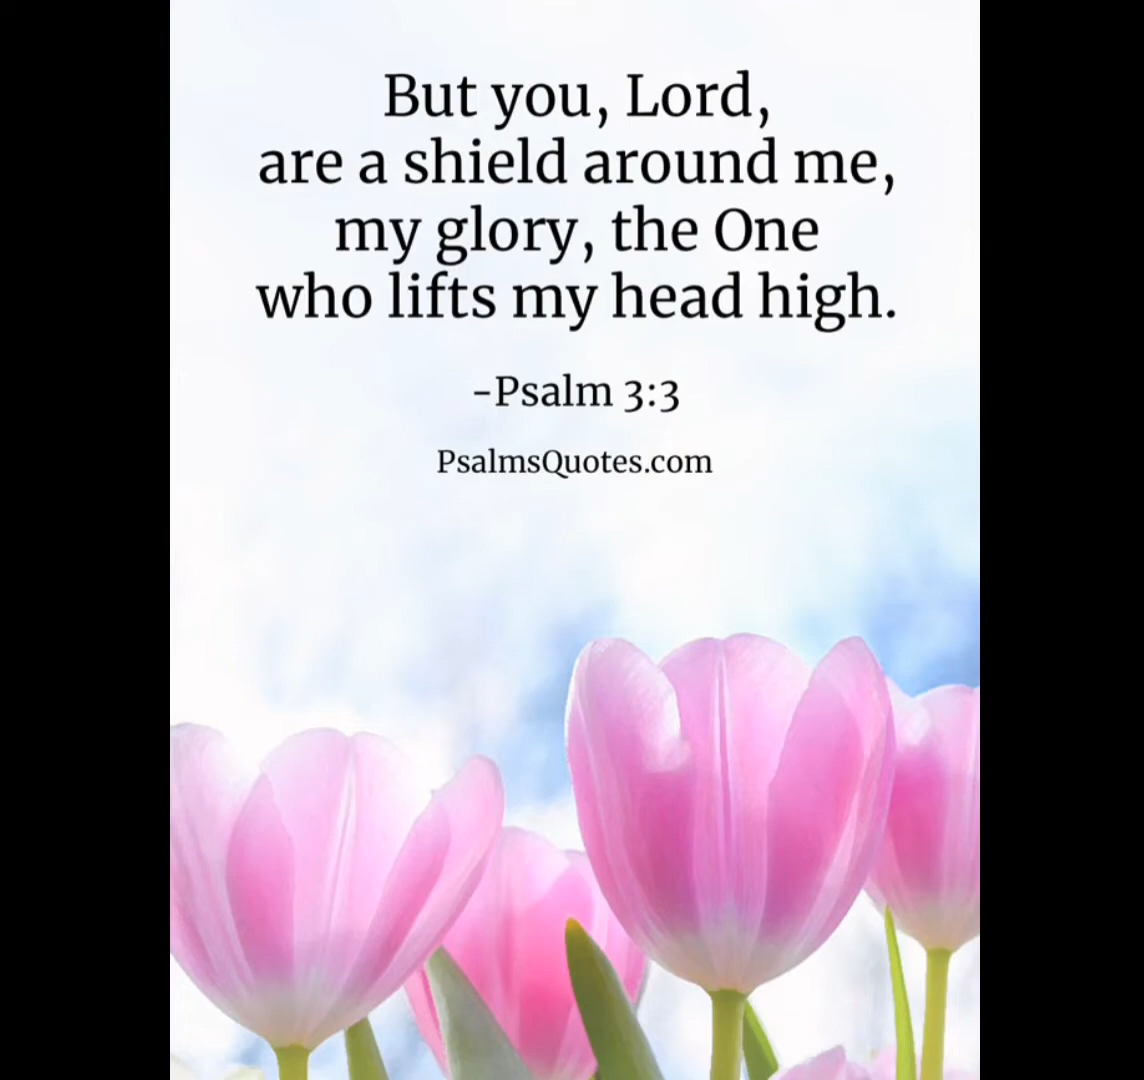 But you, Lord,
are a shield around me,
my glory, the One
who lifts my head high.
-Psalm 3:3
PsalmsQuotes.com